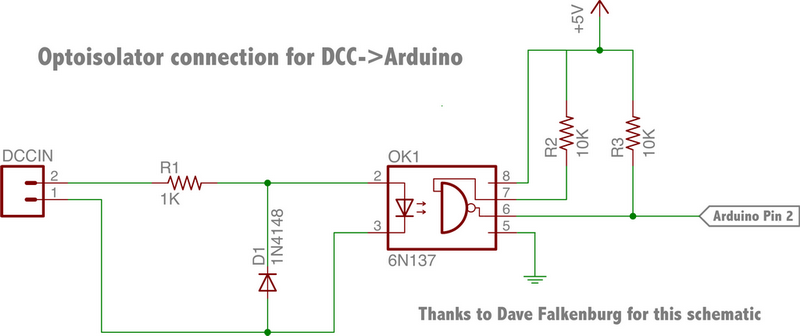 +5V
Optoisolator connection for DCC->Arduino
DCCIN
2
1
R1
1K
D1
1N4148
OK1
2
3
8
7
6
5
6N137
R2
10K
R3
10K
Arduino Pin 2
Thanks to Dave Falkenburg for this schematic